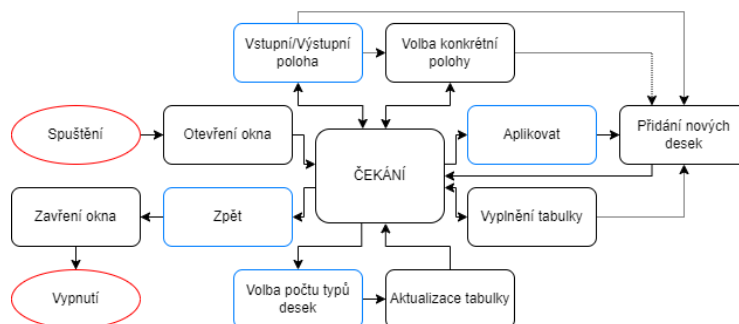 Vstupní/Výstupní
poloha
Volba konkrétní
polohy
Spuštění
Otevření okna
ČEKÁNÍ
Aplikovat
Přidání nových
desek
Zavření okna
Zpět
Vyplnění tabulky
Vypnutí
Volba počtu typů
desek
Aktualizace tabulky